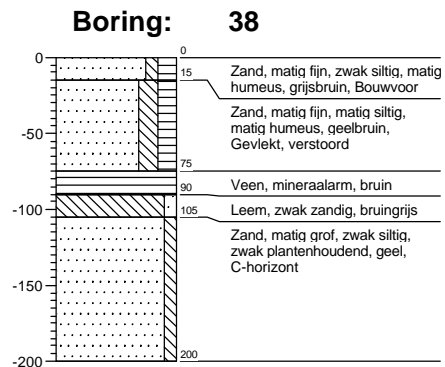 Boring: 38
0
-50
-100
-150
-200
0
15
75
90
105
200
Zand, matig fijn, zwak siltig, matig
humeus, grijsbruin, Bouwvoor
Zand, matig fijn, matig siltig,
matig humeus, geelbruin,
Gevlekt, verstoord
Veen, mineraalarm, bruin
Leem, zwak zandig, bruingrijs
Zand, matig grof, zwak siltig,
zwak plantenhoudend, geel,
C-horizont